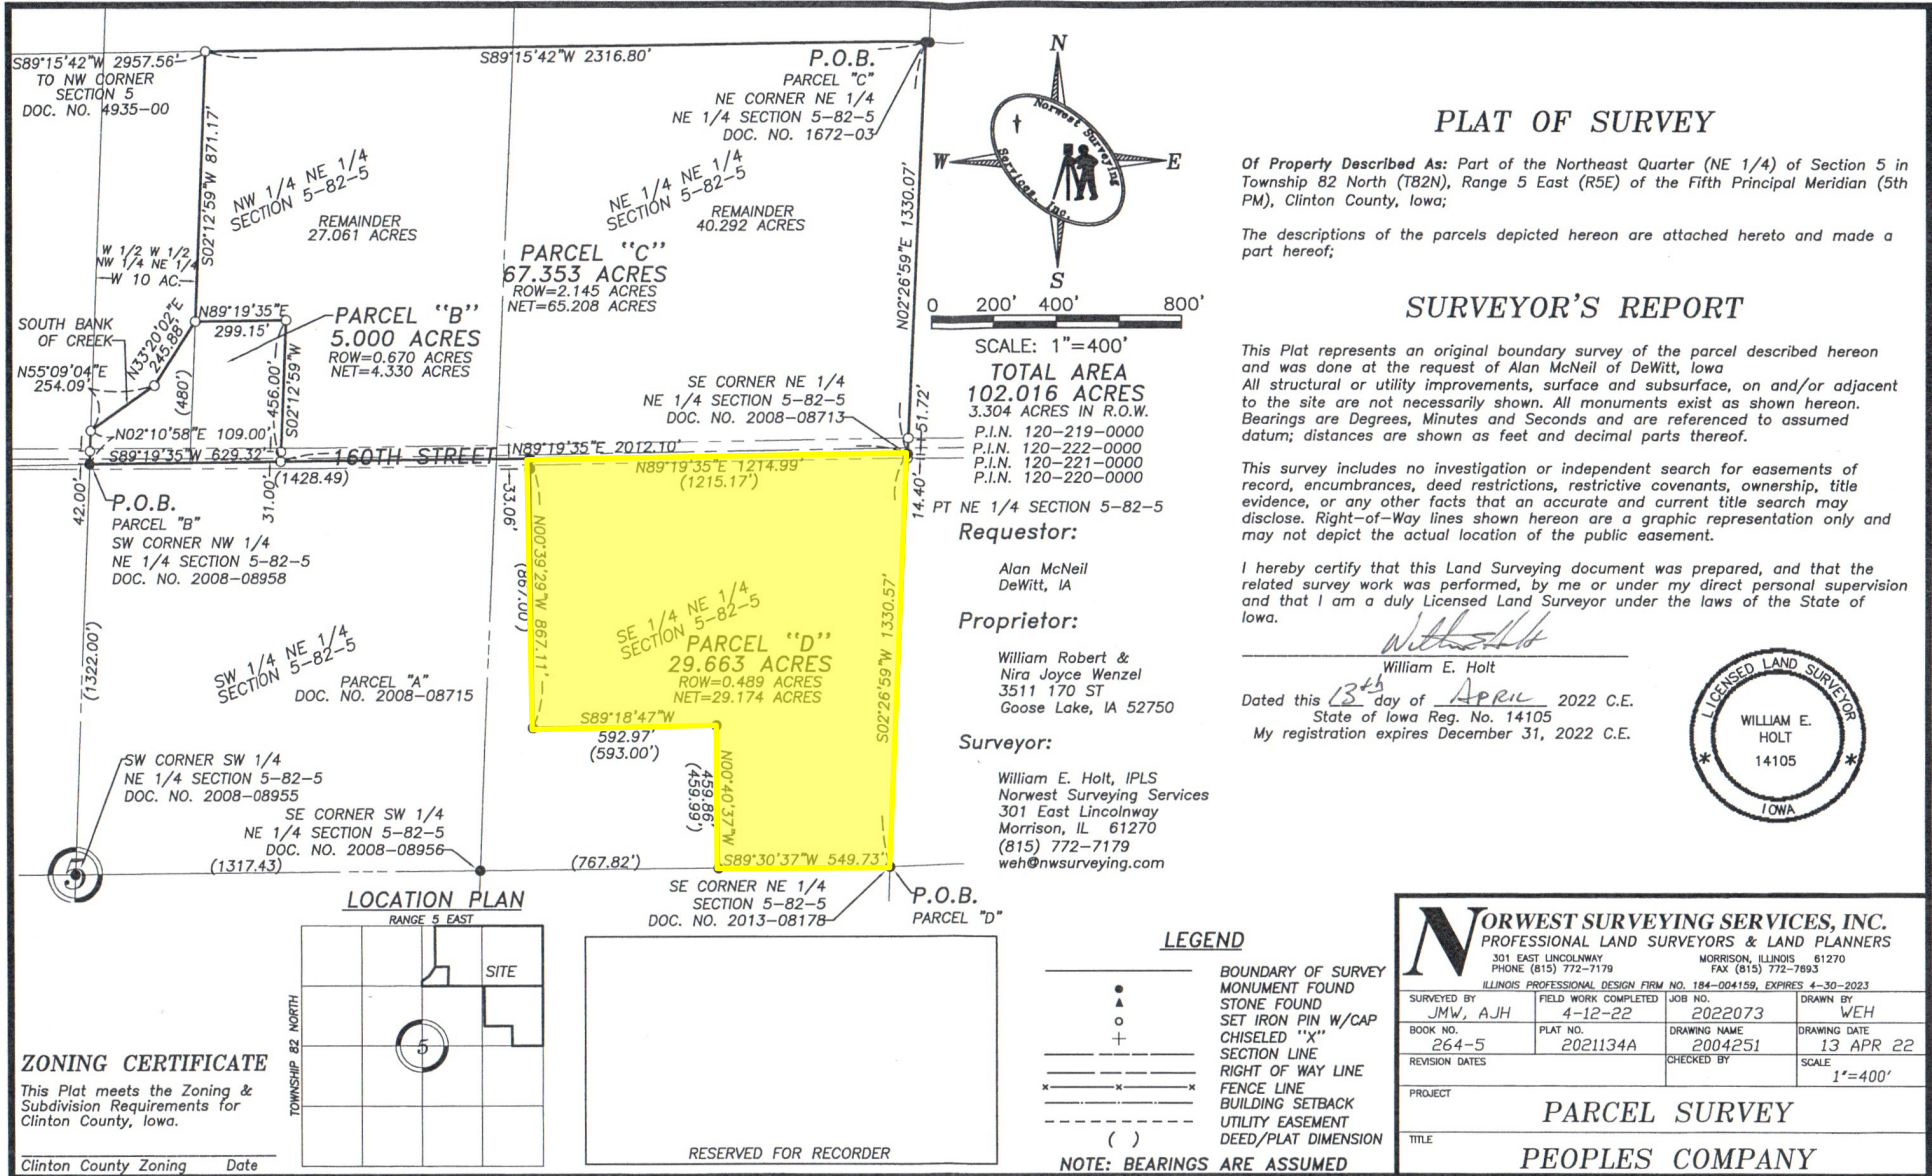 S89°15'42"W 2957.56'
TO NW CORNER
SECTION 5
DOC. NO. 4935-00
S89°15'42"W 2316.80'
P.O.B.
PARCEL "C"
NE CORNER NE 1/4
NE 1/4 SECTION 5-82-5
DOC. NO. 1672-03
S02°12'59"W 871.17'
NW 1/4 NE 1/4
SECTION 5-82-5
REMAINDER
27.061 ACRES
NE 1/4 NE 1/4
SECTION 5-82-5
REMAINDER
40.292 ACRES
N02°26'59"E 1330.07'
W 1/2 W 1/2
NW 1/4 NE 1/4
W 10 AC.
PARCEL "C"
67.353 ACRES
ROW=2.145 ACRES
NET=65.208 ACRES
SOUTH BANK
OF CREEK
N33°20'02"E
245.88'
N89°19'35"E
299.15'
PARCEL "B"
5.000 ACRES
ROW=0.670 ACRES
NET=4.330 ACRES
N55°09'04"E
254.09'
(480')
456.00'
S02°12'59"W
SE CORNER NE 1/4
NE 1/4 SECTION 5-82-5
DOC. NO. 2008-08713
51.72'
N02°10'58"E 109.00'
S89°19'35"W 629.32'
160TH STREET
N89°19'35"E 2012.10'
N89°19'35"E 1214.99'
(1215.17')
(1428.49)
42.00'
31.00'
33.06'
14.40'
P.O.B.
PARCEL "B"
SW CORNER NW 1/4
NE 1/4 SECTION 5-82-5
DOC. NO. 2008-08958
N00°39'29"W 867.11'
(867.00')
SE 1/4 NE 1/4
SECTION 5-82-5
PARCEL "D"
29.663 ACRES
ROW=0.489 ACRES
NET=29.174 ACRES
S02°26'59"W 1330.57'
(1322.00')
SW 1/4 NE 1/4
SECTION 5-82-5
PARCEL "A"
DOC. NO. 2008-08715
S89°18'47"W
592.97'
(593.00')
N00°40'37"W
459.86'
(459.99')
SW CORNER SW 1/4
NE 1/4 SECTION 5-82-5
DOC. NO. 2008-08955
SE CORNER SW 1/4
NE 1/4 SECTION 5-82-5
DOC. NO. 2008-08956
5
(1317.43)
(767.82')
S89°30'37"W 549.73'
SE CORNER NE 1/4
SECTION 5-82-5
DOC. NO. 2013-08178
P.O.B.
PARCEL "D"
N
W
E
S
Norwest Surveying
Services, Inc.
0 200' 400' 800'
SCALE: 1"=400'
TOTAL AREA
102.016 ACRES
3.304 ACRES IN R.O.W.
P.I.N. 120-219-0000
P.I.N. 120-222-0000
P.I.N. 120-221-0000
P.I.N. 120-220-0000
PT NE 1/4 SECTION 5-82-5
Requestor:
Alan McNeil
DeWitt, IA
Proprietor:
William Robert &
Nira Joyce Wenzel
3511 170 ST
Goose Lake, IA 52750
Surveyor:
William E. Holt, IPLS
Norwest Surveying Services
301 East Lincolnway
Morrison, IL 61270
(815) 772-7179
weh@nwsurveying.com
PLAT OF SURVEY
Of Property Described As: Part of the Northeast Quarter (NE 1/4) of Section 5 in
Township 82 North (T82N), Range 5 East (R5E) of the Fifth Principal Meridian (5th
PM), Clinton County, Iowa;
The descriptions of the parcels depicted hereon are attached hereto and made a
part hereof;
SURVEYOR'S REPORT
This Plat represents an original boundary survey of the parcel described hereon
and was done at the request of Alan McNeil of DeWitt, Iowa
All structural or utility improvements, surface and subsurface, on and/or adjacent
to the site are not necessarily shown. All monuments exist as shown hereon.
Bearings are Degrees, Minutes and Seconds and are referenced to assumed
datum; distances are shown as feet and decimal parts thereof.
This survey includes no investigation or independent search for easements of
record, encumbrances, deed restrictions, restrictive covenants, ownership, title
evidence, or any other facts that an accurate and current title search may
disclose. Right-of-Way lines shown hereon are a graphic representation only and
may not depict the actual location of the public easement.
I hereby certify that this Land Surveying document was prepared, and that the
related survey work was performed, by me or under my direct personal supervision
and that I am a duly Licensed Land Surveyor under the laws of the State of
Iowa.
William E. Holt
Dated this 13th day of APRIL 2022 C.E.
State of Iowa Reg. No. 14105
My registration expires December 31, 2022 C.E.
LICENSED LAND SURVEYOR
WILLIAM E.
HOLT
14105
* *
IOWA
LOCATION PLAN
RANGE 5 EAST
TOWNSHIP 82 NORTH
SITE
5
ZONING CERTIFICATE
This Plat meets the Zoning &
Subdivision Requirements for
Clinton County, Iowa.
Clinton County Zoning Date
RESERVED FOR RECORDER
LEGEND
BOUNDARY OF SURVEY
MONUMENT FOUND
STONE FOUND
SET IRON PIN W/CAP
CHISELED "X"
SECTION LINE
RIGHT OF WAY LINE
FENCE LINE
BUILDING SETBACK
UTILITY EASEMENT
( ) DEED/PLAT DIMENSION
NOTE: BEARINGS ARE ASSUMED
NORWEST SURVEYING SERVICES, INC.
PROFESSIONAL LAND SURVEYORS & LAND PLANNERS
301 EAST LINCOLNWAY MORRISON, ILLINOIS 61270
PHONE (815) 772-7179 FAX (815) 772-7693
ILLINOIS PROFESSIONAL DESIGN FIRM NO. 184-004159, EXPIRES 4-30-2023
SURVEYED BY FIELD WORK COMPLETED JOB NO. DRAWN BY
JMW, AJH 4-12-22 2022073 WEH
BOOK NO. PLAT NO. DRAWING NAME DRAWING DATE
264-5 2021134A 2004251 13 APR 22
REVISION DATES CHECKED BY SCALE
1"=400'
PROJECT
PARCEL SURVEY
TITLE
PEOPLES COMPANY